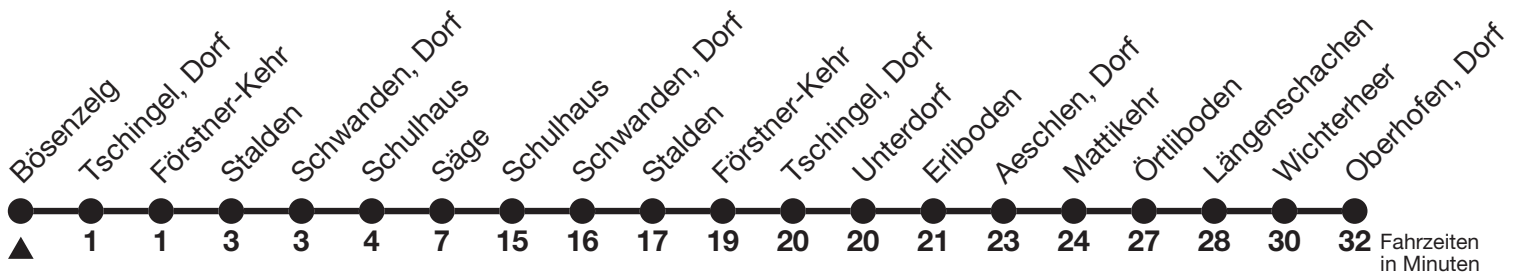 Bösenzelg
Tschingel, Dorf
Förstner-Kehr
Stalden
Schwanden, Dorf
Schulhaus
Säge
Schulhaus
Schwanden, Dorf
Stalden
Förstner-Kehr
Tschingel, Dorf
Unterdorf
Erliboden
Aeschlen, Dorf
Mattikehr
Örtliboden
Längenschachen
Wichterheer
Oberhofen, Dorf
1 1 3 3 4 7 15 16 17 19 20 20 21 23 24 27 28 30 32 Fahrzeiten
in Minuten